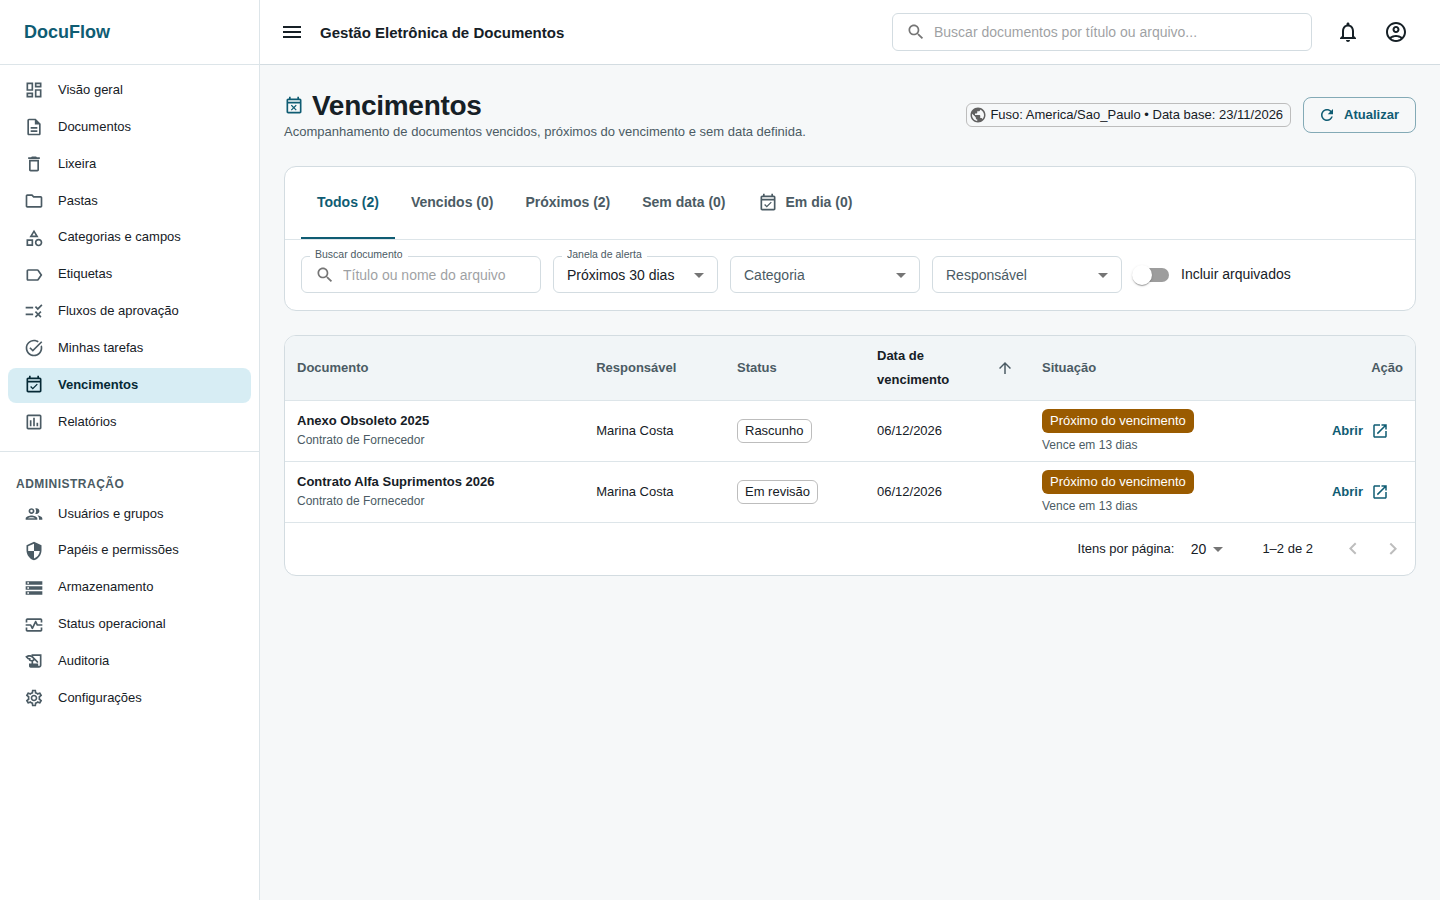 DocuFlow
Gestão Eletrônica de Documentos
Buscar documentos por título ou arquivo...
Visão geral
Documentos
Lixeira
Pastas
Categorias e campos
Etiquetas
Fluxos de aprovação
Minhas tarefas
Vencimentos
Relatórios
ADMINISTRAÇÃO
Usuários e grupos
Papéis e permissões
Armazenamento
Status operacional
Auditoria
Configurações
Vencimentos
Acompanhamento de documentos vencidos, próximos do vencimento e sem data definida.
Fuso: America/Sao_Paulo • Data base: 23/11/2026
Atualizar
Todos (2) Vencidos (0) Próximos (2) Sem data (0) Em dia (0)
Buscar documento
Título ou nome do arquivo
Janela de alerta
Próximos 30 dias
Categoria
Responsável
Incluir arquivados
Documento Responsável Status Data de vencimento Situação Ação
Anexo Obsoleto 2025
Contrato de Fornecedor
Marina Costa
Rascunho
06/12/2026
Próximo do vencimento
Vence em 13 dias
Abrir
Contrato Alfa Suprimentos 2026
Contrato de Fornecedor
Marina Costa
Em revisão
06/12/2026
Próximo do vencimento
Vence em 13 dias
Abrir
Itens por página: 20 1–2 de 2